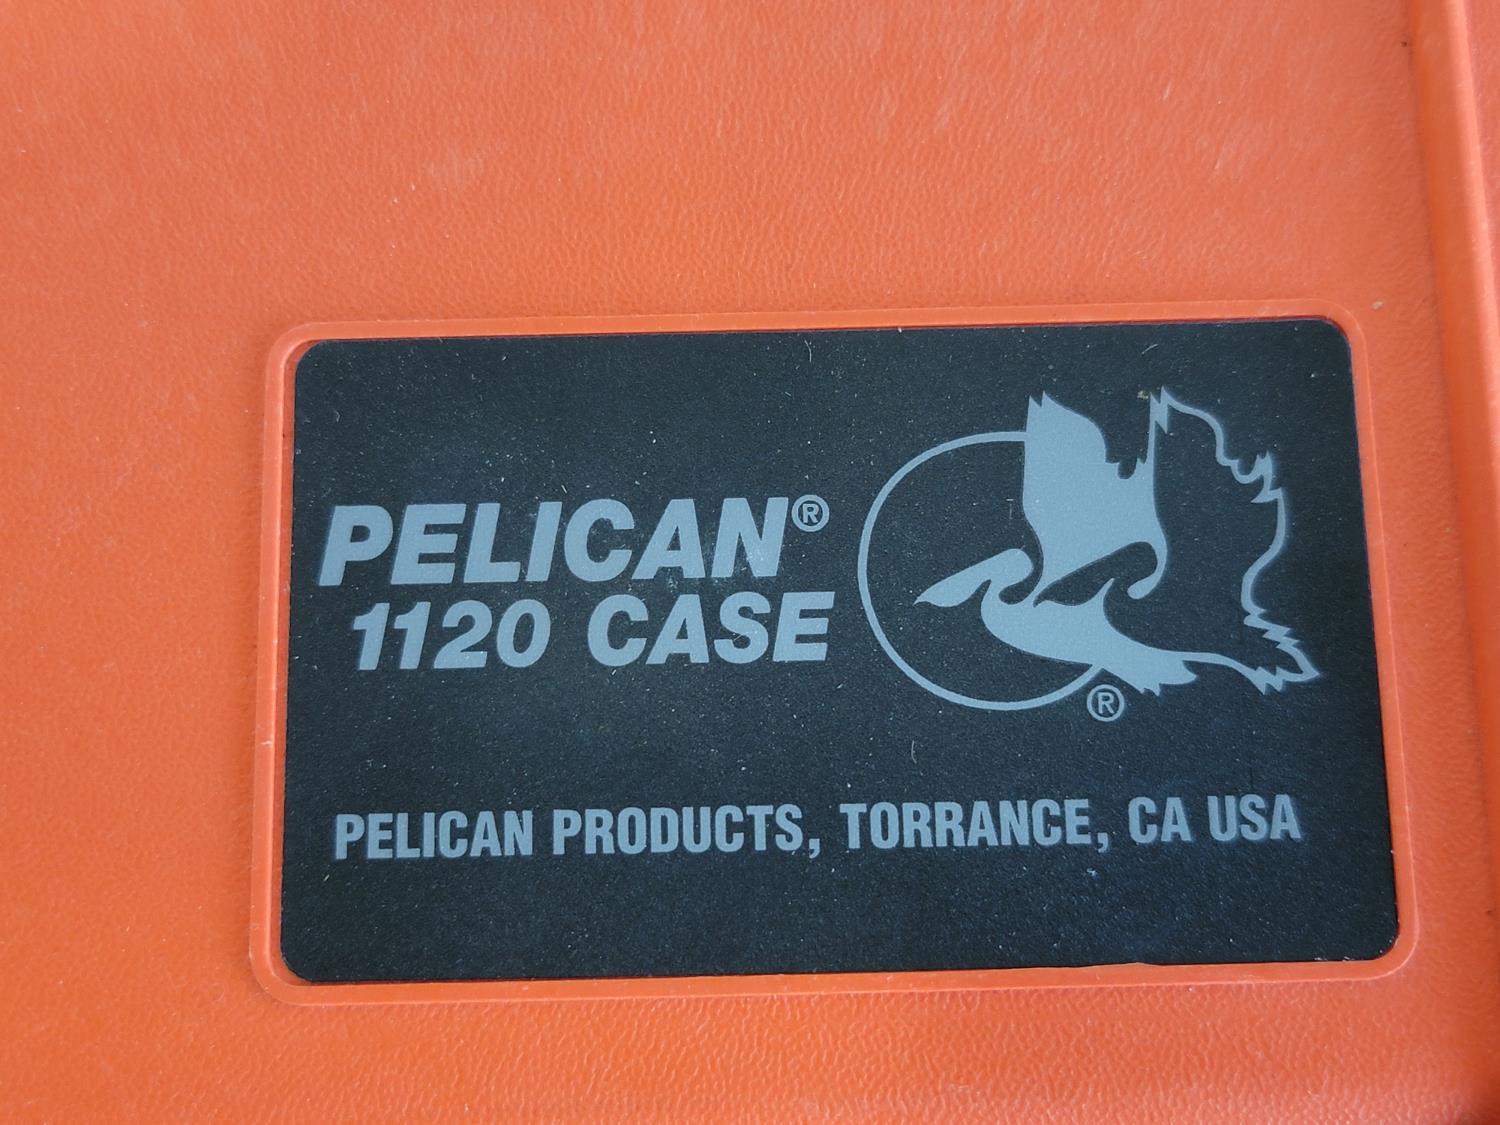 PELICAN®
1120 CASE
®
PELICAN PRODUCTS, TORRANCE, CA USA